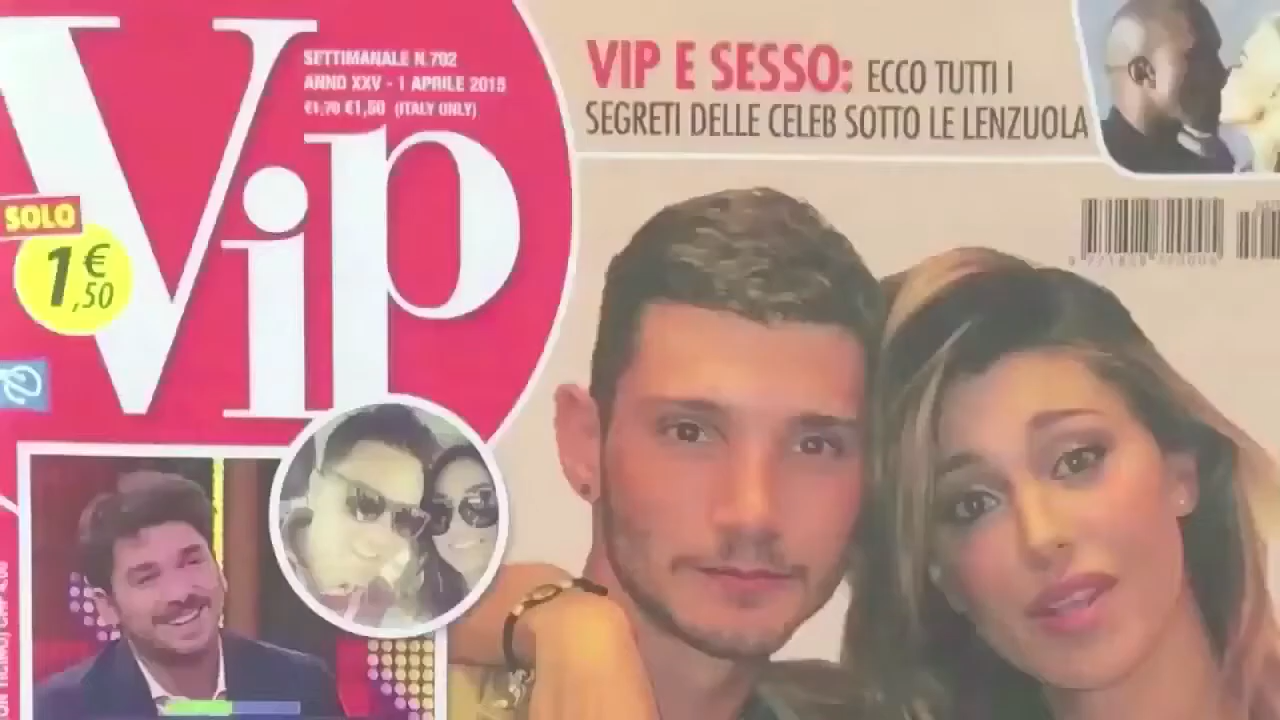 Vip
SETTIMANALE N.702
ANNO XXV - 1 APRILE 2015
€1,70 €1,50 (ITALY ONLY)
SOLO
1,50 €
VIP E SESSO: ECCO TUTTI I
SEGRETI DELLE CELEB SOTTO LE LENZUOLA